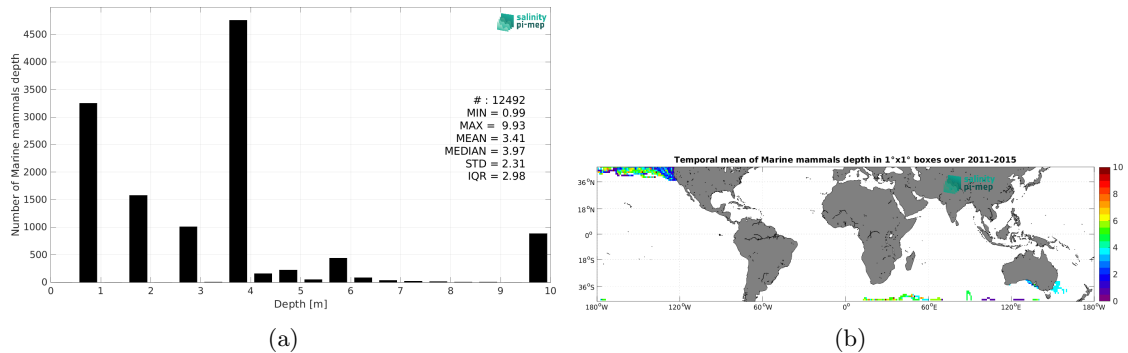 4500
4000
3500
3000
2500
2000
1500
1000
500
0
Number of Marine mammals depth
salinity
pi-mep
# : 12492
MIN = 0.99
MAX = 9.93
MEAN = 3.41
MEDIAN = 3.97
STD = 2.31
IQR = 2.98
0 1 2 3 4 5 6 7 8 9 10
Depth [m]
(a)
Temporal mean of Marine mammals depth in 1°x1° boxes over 2011-2015
salinity
pi-mep
36°N
18°N
0°
18°S
36°S
180°W 120°W 60°W 0° 60°E 120°E 180°E
10
8
6
4
2
0
(b)